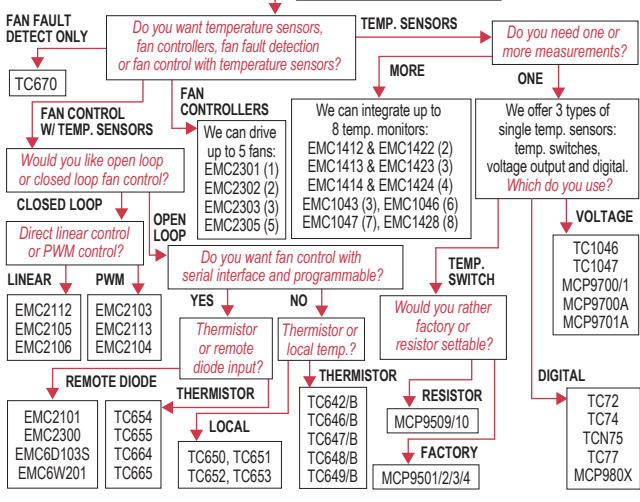 FAN FAULT
DETECT ONLY
Do you want temperature sensors,
fan controllers, fan fault detection
or fan control with temperature sensors?
TEMP. SENSORS
Do you need one or
more measurements?
TC670
MORE
ONE
FAN CONTROL
W/ TEMP. SENSORS
FAN
CONTROLLERS
We can drive
up to 5 fans:
EMC2301 (1)
EMC2302 (2)
EMC2303 (3)
EMC2305 (5)
We can integrate up to
8 temp. monitors:
EMC1412 & EMC1422 (2)
EMC1413 & EMC1423 (3)
EMC1414 & EMC1424 (4)
EMC1043 (3), EMC1046 (6)
EMC1047 (7), EMC1428 (8)
We offer 3 types of
single temp. sensors:
temp. switches,
voltage output and digital.
Which do you use?
Would you like open loop
or closed loop fan control?
CLOSED LOOP
OPEN
LOOP
Direct linear control
or PWM control?
Do you want fan control with
serial interface and programmable?
TEMP.
SWITCH
VOLTAGE
TC1046
TC1047
MCP9700/1
MCP9700A
MCP9701A
LINEAR
PWM
EMC2112
EMC2105
EMC2106
EMC2103
EMC2113
EMC2104
YES
NO
Thermistor
or remote
diode input?
Thermistor or
local temp.?
Would you rather
factory or
resistor settable?
REMOTE DIODE
THERMISTOR
THERMISTOR
RESISTOR
DIGITAL
EMC2101
EMC2300
EMC6D103S
EMC6W201
TC654
TC655
TC664
TC665
LOCAL
TC650, TC651
TC652, TC653
TC642/B
TC646/B
TC647/B
TC648/B
TC649/B
MCP9509/10
FACTORY
MCP9501/2/3/4
TC72
TC74
TCN75
TC77
MCP980X